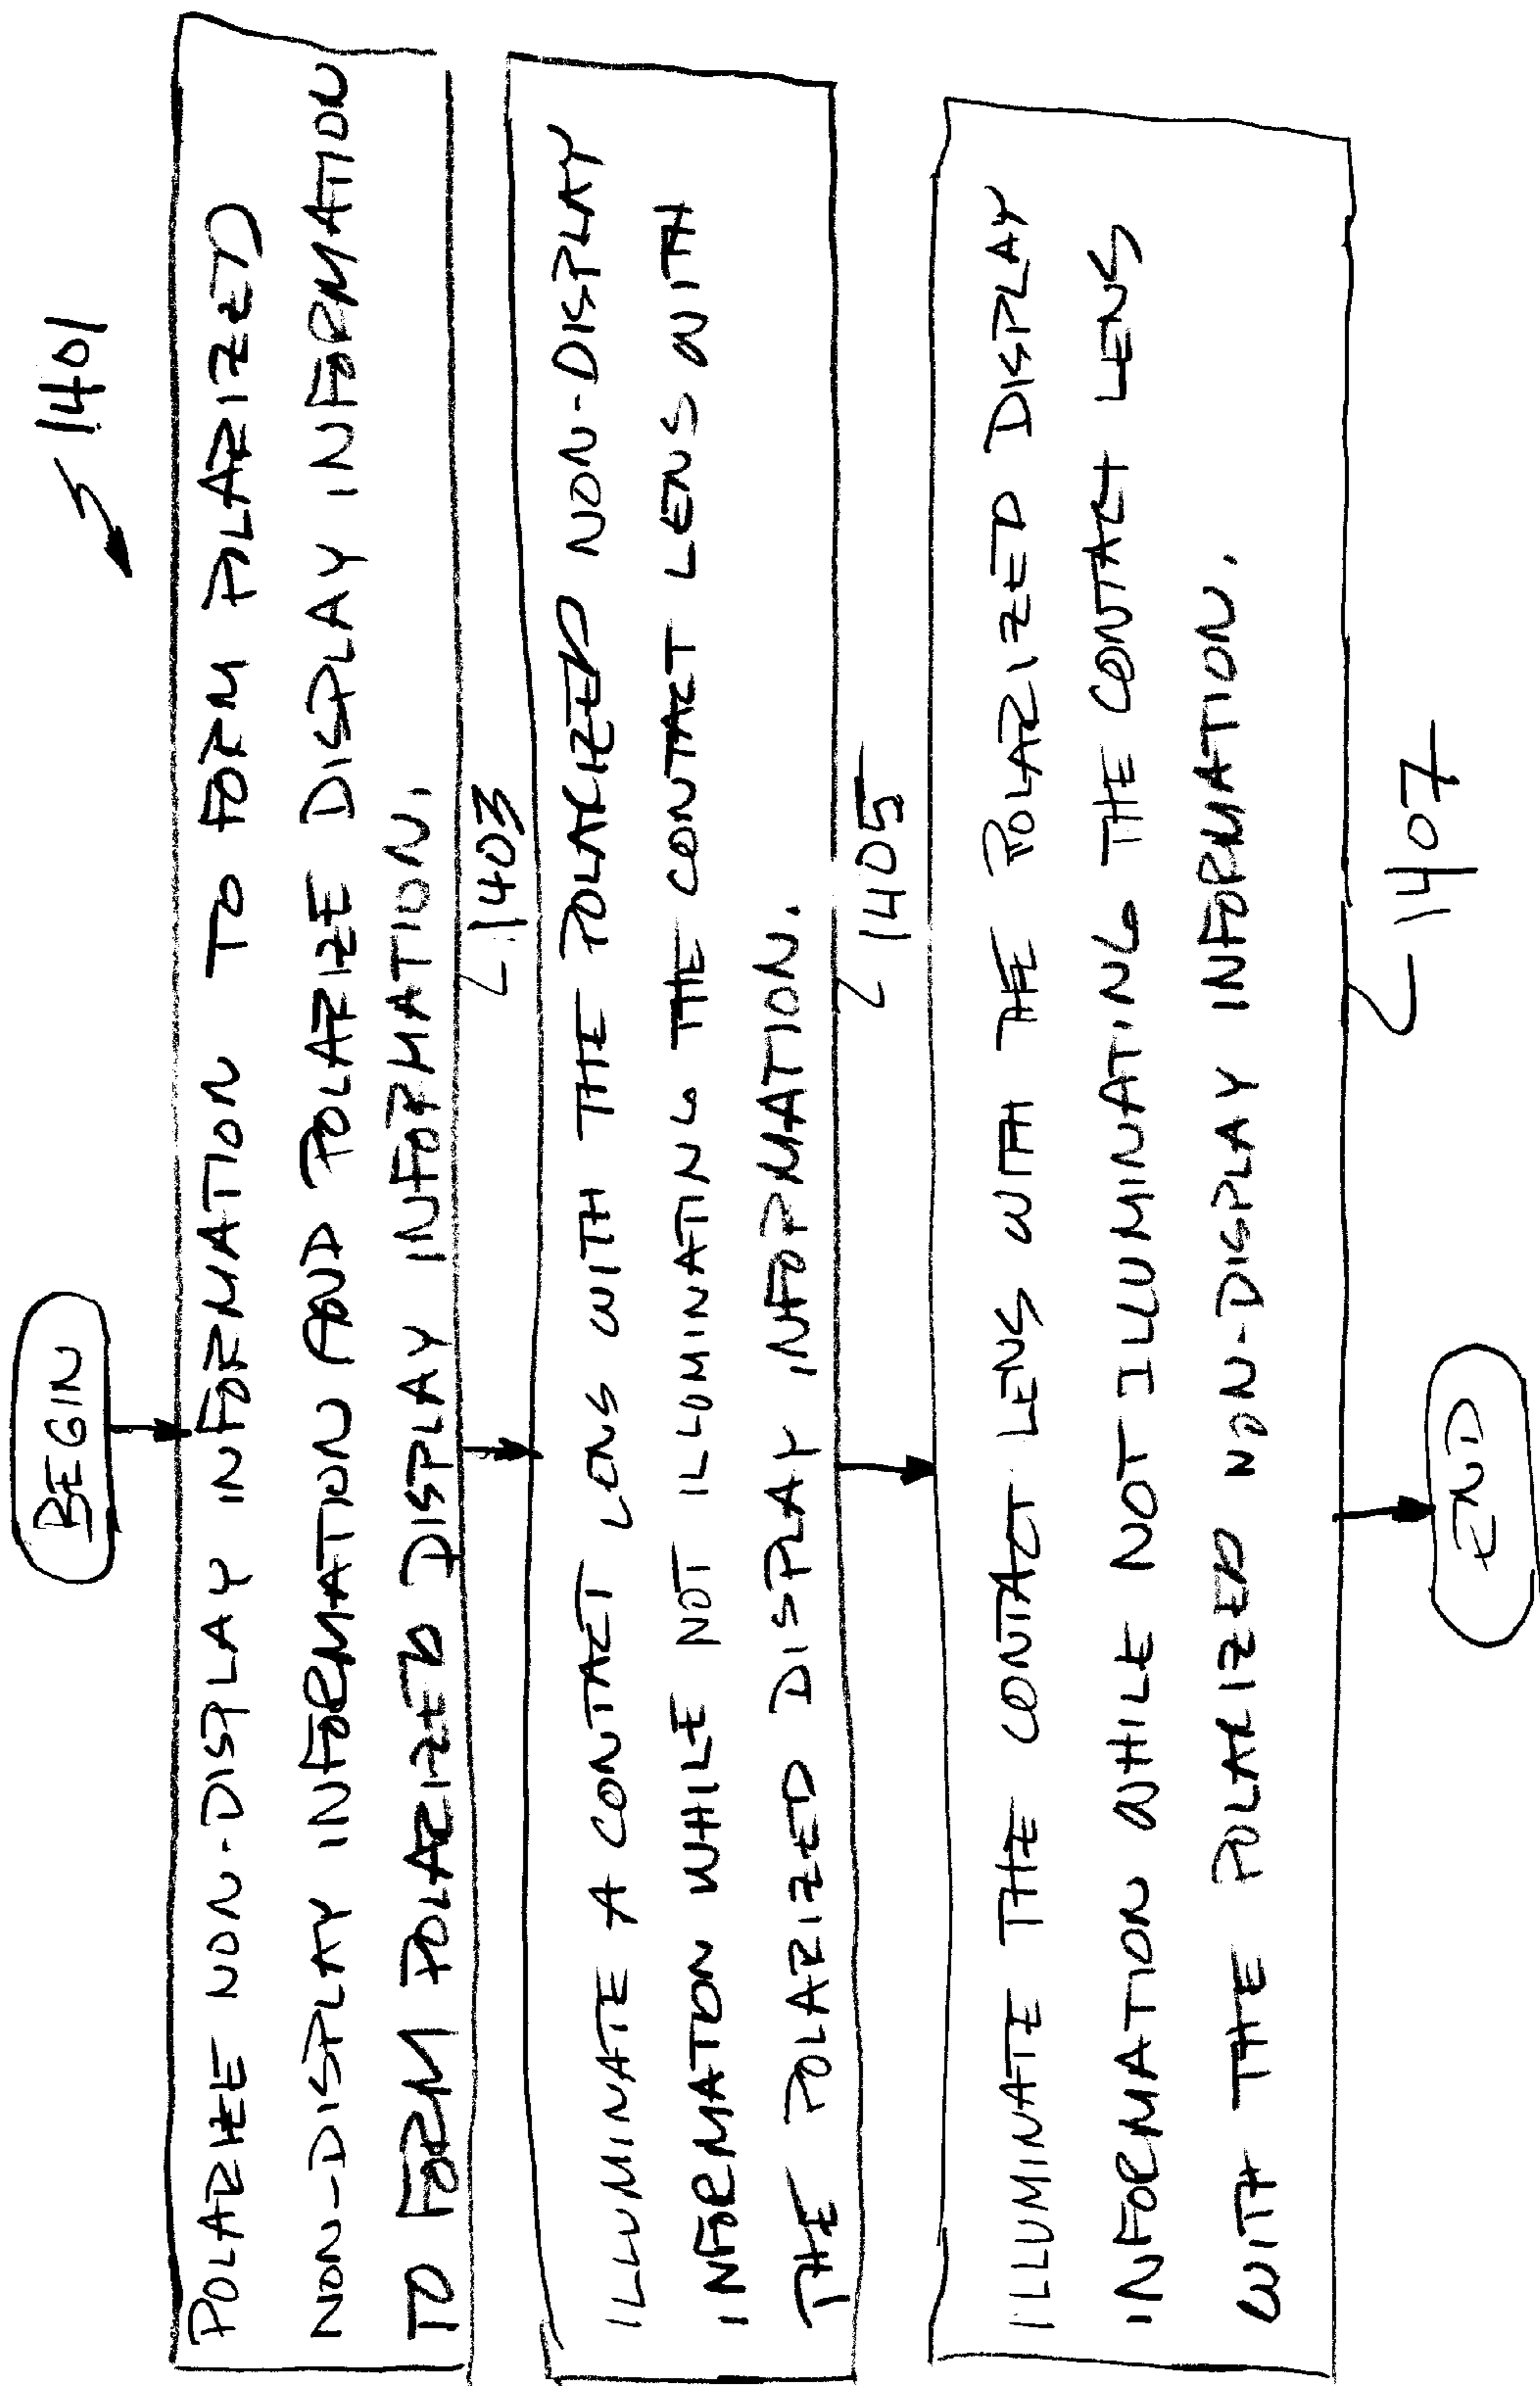 1401
BEGIN
POLARIZE NON-DISPLAY INFORMATION TO FORM POLARIZED
NON-DISPLAY INFORMATION AND POLARIZE DISPLAY INFORMATION
TO FORM POLARIZED DISPLAY INFORMATION.
1403
ILLUMINATE A CONTACT LENS WITH THE POLARIZED NON-DISPLAY
INFORMATON WHILE NOT ILLUMINATING THE CONTACT LENS WITH
THE POLARIZED DISPLAY INFORMATION.
1405
ILLUMINATE THE CONTACT LENS WITH THE POLARIZED DISPLAY
INFORMATION WHILE NOT ILLUMINATING THE CONTACT LENS
WITH THE POLARIZED NON-DISPLAY INFORMATION.
1407
END